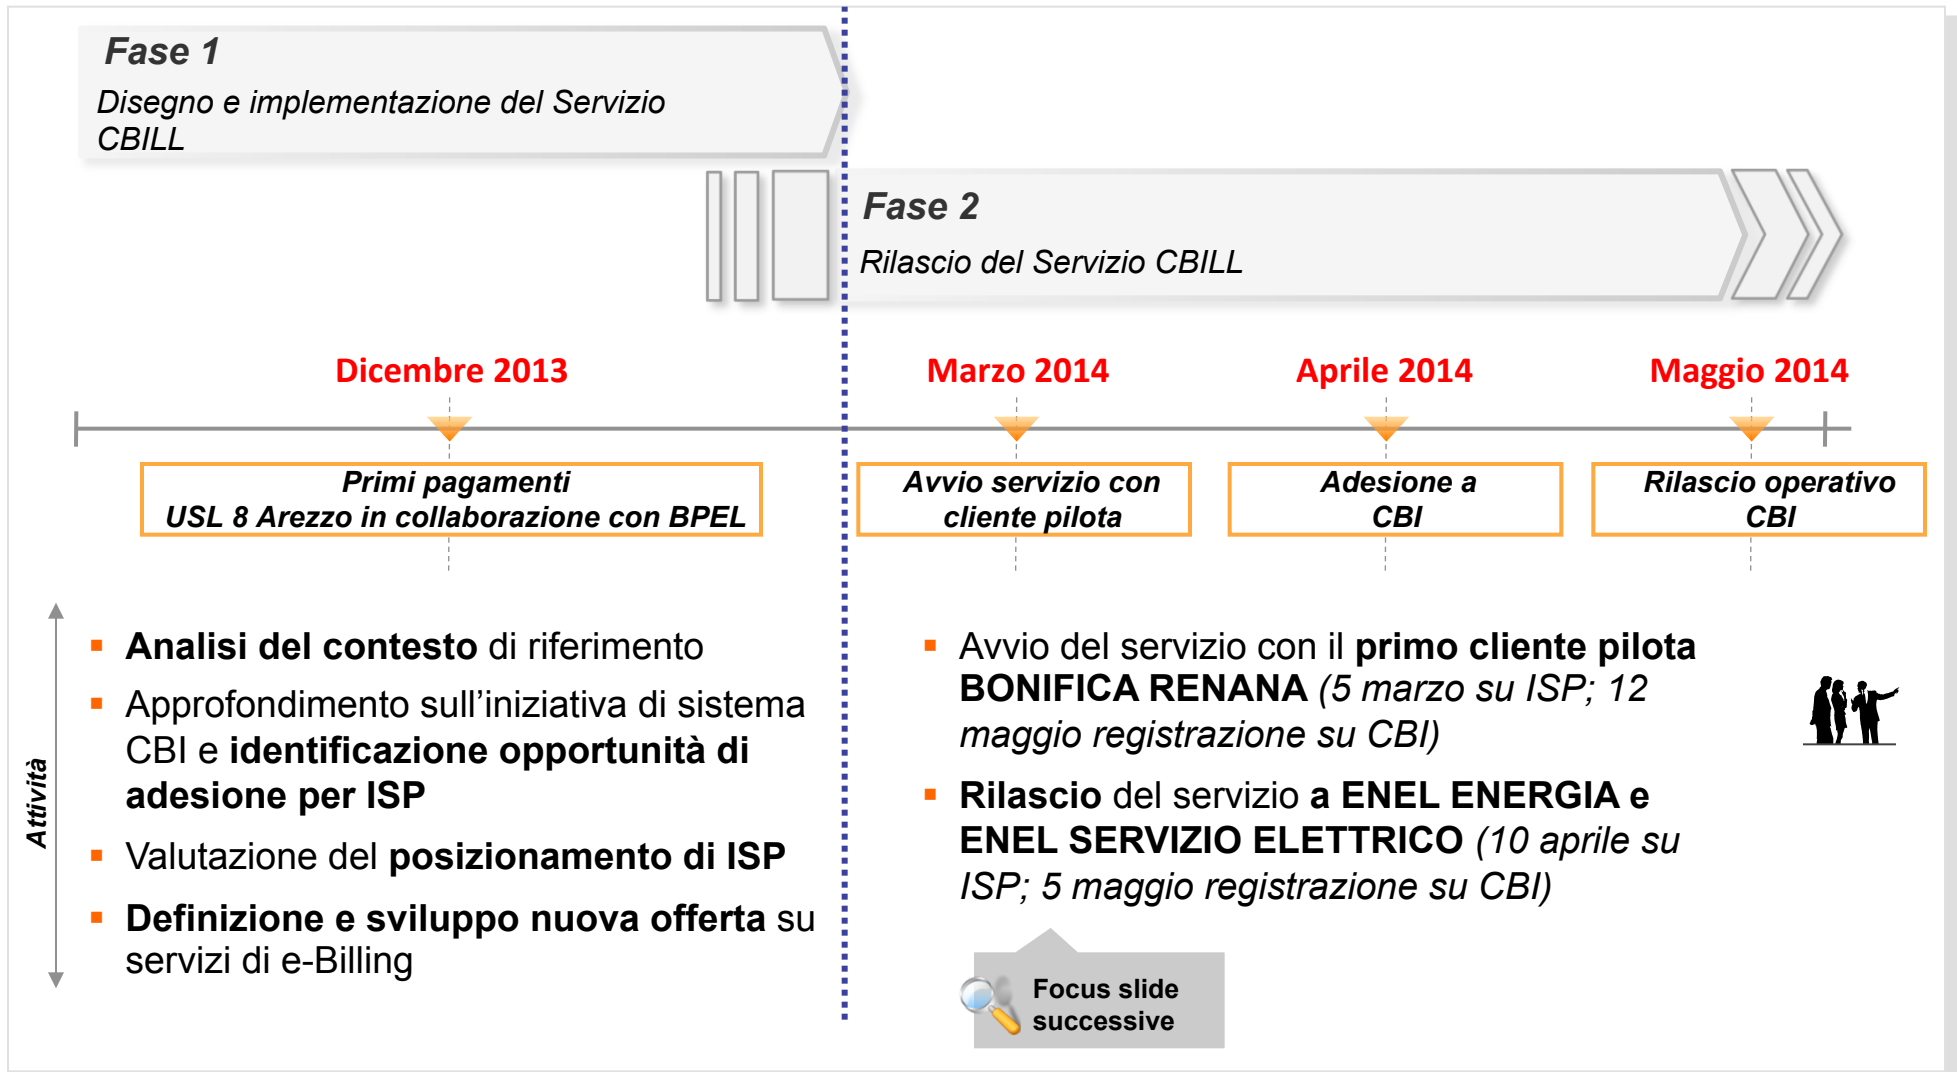 Fase 1
Disegno e implementazione del Servizio
CBILL
Fase 2
Rilascio del Servizio CBILL
Dicembre 2013
Marzo 2014
Aprile 2014
Maggio 2014
Primi pagamenti
USL 8 Arezzo in collaborazione con BPEL
Avvio servizio con
cliente pilota
Adesione a
CBI
Rilascio operativo
CBI
Attività
▪ Analisi del contesto di riferimento
▪ Approfondimento sull’iniziativa di sistema
CBI e identificazione opportunità di
adesione per ISP
▪ Valutazione del posizionamento di ISP
▪ Definizione e sviluppo nuova offerta su
servizi di e-Billing
▪ Avvio del servizio con il primo cliente pilota
BONIFICA RENANA (5 marzo su ISP; 12
maggio registrazione su CBI)
▪ Rilascio del servizio a ENEL ENERGIA e
ENEL SERVIZIO ELETTRICO (10 aprile su
ISP; 5 maggio registrazione su CBI)
Focus slide
successive